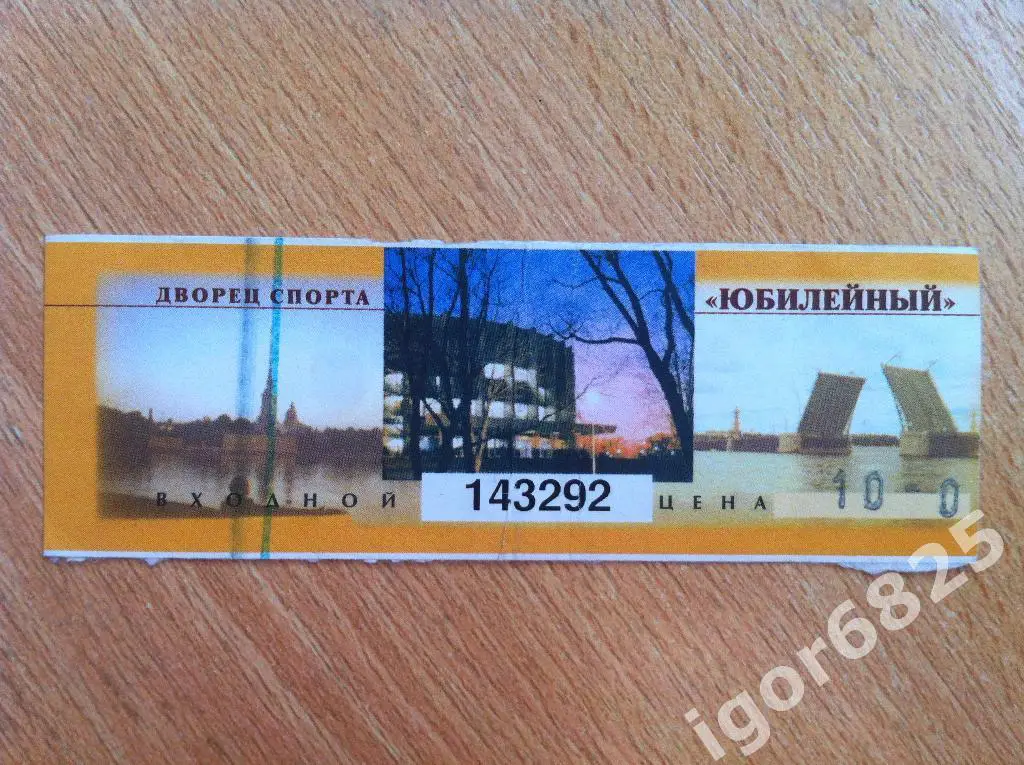 ДВОРЕЦ СПОРТА
«ЮБИЛЕЙНЫЙ»
ВХОДНОЙ
143292
ЦЕНА
10-0
igor6825